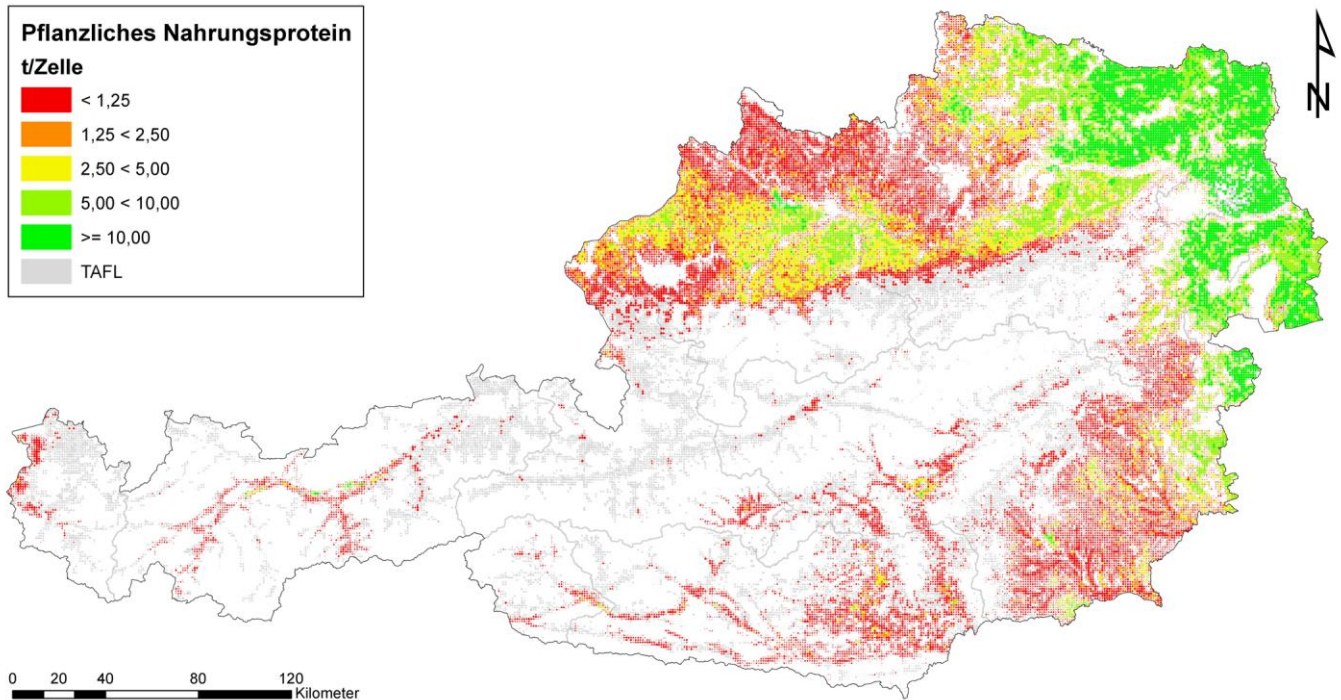 Pflanzliches Nahrungsprotein
t/Zelle
< 1,25
1,25 < 2,50
2,50 < 5,00
5,00 < 10,00
>= 10,00
TAFL
N
0 20 40 80 120
Kilometer